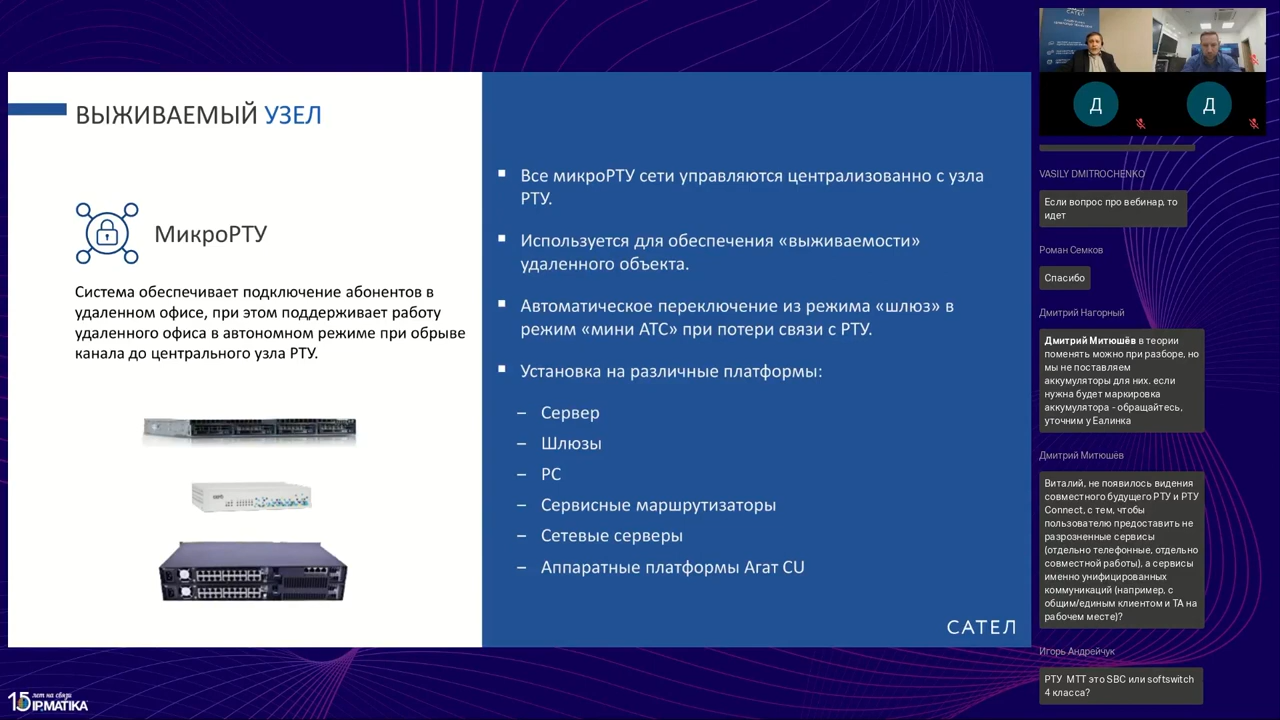 ВЫЖИВАЕМЫЙ УЗЕЛ
МикроРТУ
Система обеспечивает подключение абонентов в
удаленном офисе, при этом поддерживает работу
удаленного офиса в автономном режиме при обрыве
канала до центрального узла РТУ.
Все микроРТУ сети управляются централизованно с узла
РТУ.
Используется для обеспечения «выживаемости»
удаленного объекта.
Автоматическое переключение из режима «шлюз» в
режим «мини АТС» при потери связи с РТУ.
Установка на различные платформы:
– Сервер
– Шлюзы
– PC
– Сервисные маршрутизаторы
– Сетевые серверы
– Аппаратные платформы Агат CU
САТЕЛ
15 лет на связи
IPMATIKA
САТЕЛ
Д
Д
VASILY DMITROCHENKO
Если вопрос про вебинар, то
идет
Роман Семков
Спасибо
Дмитрий Нагорный
Дмитрий Митюшёв в теории
поменять можно при разборе, но
мы не поставляем
аккумуляторы для них. если
нужна будет маркировка
аккумулятора - обращайтесь,
уточним у Еалинка
Дмитрий Митюшёв
Виталий, не появилось видения
совместного будущего РТУ и РТУ
Connect, с тем, чтобы
пользователю предоставить не
разрозненные сервисы
(отдельно телефонные, отдельно
совместной работы), а сервисы
именно унифицированных
коммуникаций (например, с
общим/единым клиентом и ТА на
рабочем месте)?
Игорь Андрейчук
РТУ МТТ это SBC или softswitch
4 класса?